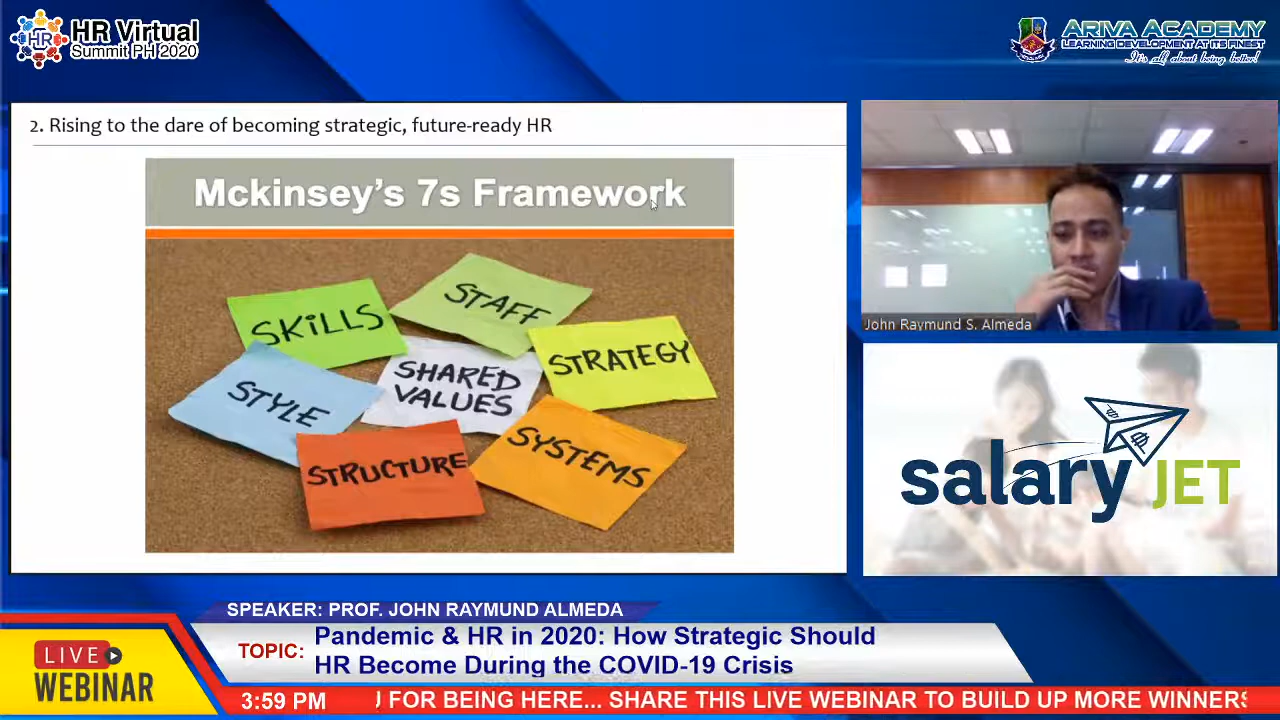 HR
HR Virtual
Summit PH 2020
ARIVA ACADEMY
LEARNING DEVELOPMENT AT ITS FINEST
It's all about being better!
2. Rising to the dare of becoming strategic, future-ready HR
Mckinsey's 7s Framework
SKILLS
STAFF
STRATEGY
SHARED
VALUES
STYLE
STRUCTURE
SYSTEMS
John Raymund S. Almeda
salary JET
SPEAKER: PROF. JOHN RAYMUND ALMEDA
TOPIC: Pandemic & HR in 2020: How Strategic Should
HR Become During the COVID-19 Crisis
LIVE
WEBINAR
3:59 PM
FOR BEING HERE... SHARE THIS LIVE WEBINAR TO BUILD UP MORE WINNERS